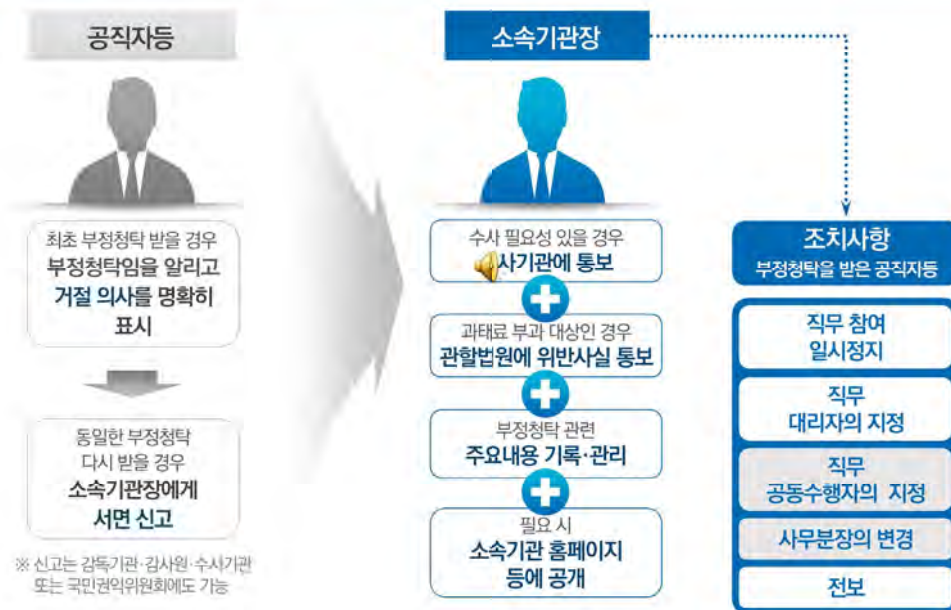 공직자등
최초 부정청탁 받을 경우
부정청탁임을 알리고
거절 의사를 명확히
표시
동일한 부정청탁
다시 받을 경우
소속기관장에게
서면 신고
※ 신고는 감독기관·감사원·수사기관
또는 국민권익위원회에도 가능
소속기관장
수사 필요성 있을 경우
사기관에 통보
과태료 부과 대상인 경우
관할법원에 위반사실 통보
부정청탁 관련
주요내용 기록·관리
필요 시
소속기관 홈페이지
등에 공개
조치사항
부정청탁을 받은 공직자등
직무 참여
일시정지
직무
대리자의 지정
직무
공동수행자의 지정
사무분장의 변경
전보